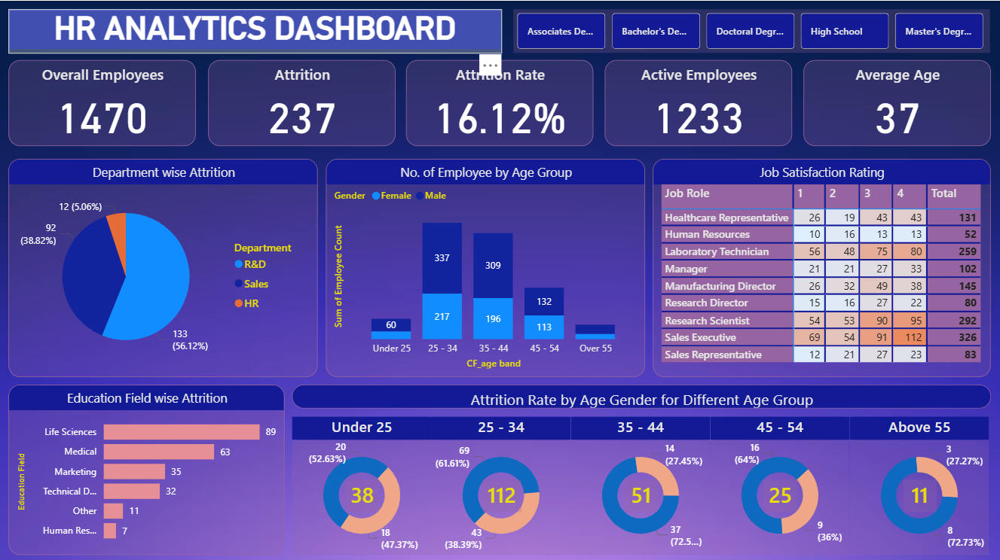 HR ANALYTICS DASHBOARD
Associates De...
Bachelor's De...
Doctoral Degr...
High School
Master's Degr...
Overall Employees
1470
Attrition
237
Attrition Rate
16.12%
Active Employees
1233
Average Age
37
Department wise Attrition
12 (5.06%)
92
(38.82%)
133
(56.12%)
Department
R&D
Sales
HR
No. of Employee by Age Group
Gender Female Male
Sum of Employee Count
60
337
217
309
196
132
113
Under 25 25 - 34 35 - 44 45 - 54 Over 55
CF_age band
Job Satisfaction Rating
Job Role 1 2 3 4 Total
Healthcare Representative 26 19 43 43 131
Human Resources 10 16 13 13 52
Laboratory Technician 56 48 75 80 259
Manager 21 21 27 33 102
Manufacturing Director 26 32 49 38 145
Research Director 15 16 27 22 80
Research Scientist 54 53 90 95 292
Sales Executive 69 54 91 112 326
Sales Representative 12 21 27 23 83
Education Field wise Attrition
Education Field
Life Sciences 89
Medical 63
Marketing 35
Technical D... 32
Other 11
Human Res... 7
Attrition Rate by Age Gender for Different Age Group
Under 25
20
(52.63%)
38
18
(47.37%)
25 - 34
69
(61.61%)
112
43
(38.39%)
35 - 44
14
(27.45%)
51
37
(72.5...)
45 - 54
16
(64%)
25
9
(36%)
Above 55
3
(27.27%)
11
8
(72.73%)